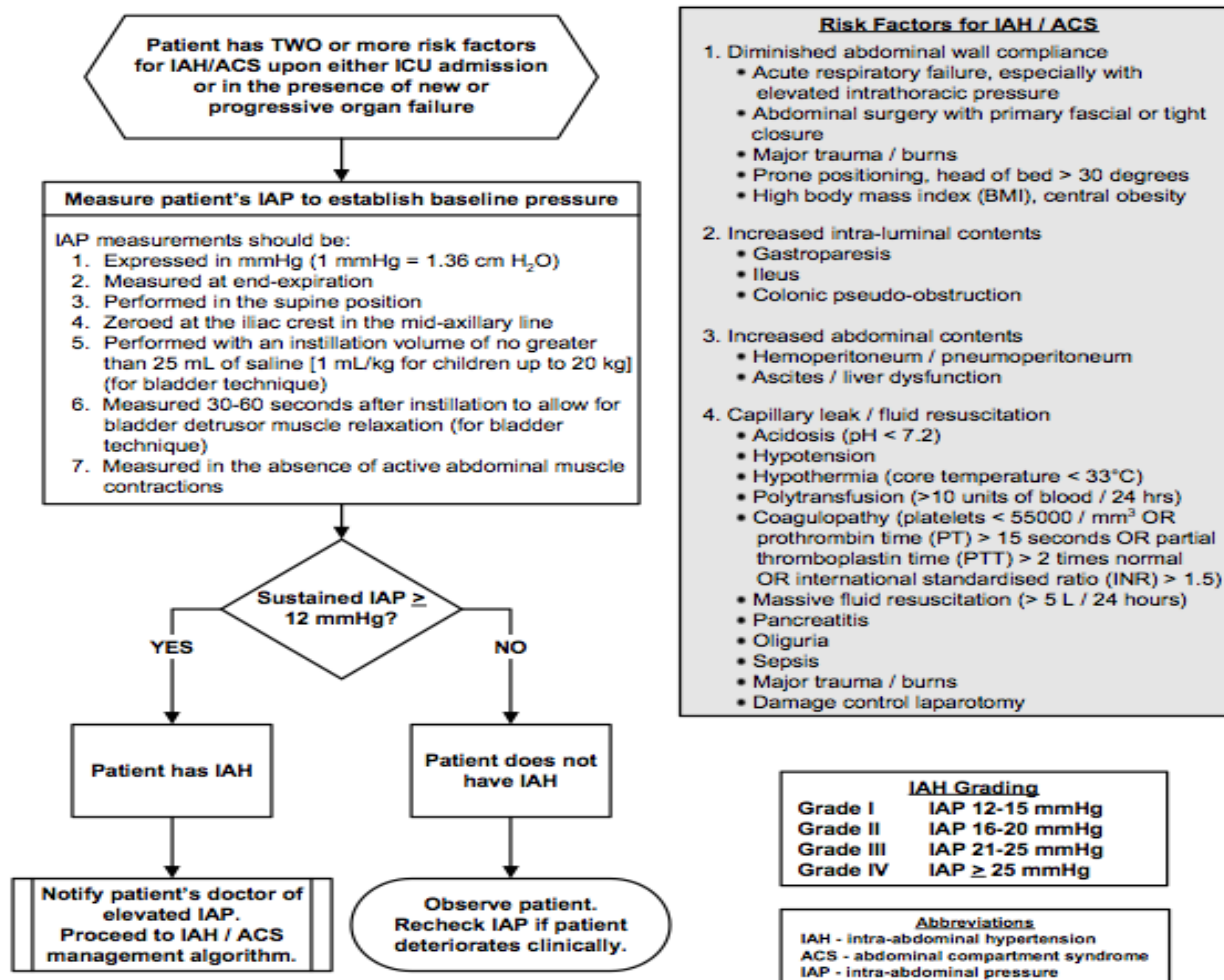 Patient has TWO or more risk factors
for IAH/ACS upon either ICU admission
or in the presence of new or
progressive organ failure
Measure patient's IAP to establish baseline pressure
IAP measurements should be:
1. Expressed in mmHg (1 mmHg = 1.36 cm H₂O)
2. Measured at end-expiration
3. Performed in the supine position
4. Zeroed at the iliac crest in the mid-axillary line
5. Performed with an instillation volume of no greater
than 25 mL of saline [1 mL/kg for children up to 20 kg]
(for bladder technique)
6. Measured 30-60 seconds after instillation to allow for
bladder detrusor muscle relaxation (for bladder
technique)
7. Measured in the absence of active abdominal muscle
contractions
Sustained IAP ≥
12 mmHg?
YES
NO
Patient has IAH
Patient does not
have IAH
Notify patient's doctor of
elevated IAP.
Proceed to IAH / ACS
management algorithm.
Observe patient.
Recheck IAP if patient
deteriorates clinically.
Risk Factors for IAH / ACS
1. Diminished abdominal wall compliance
• Acute respiratory failure, especially with
elevated intrathoracic pressure
• Abdominal surgery with primary fascial or tight
closure
• Major trauma / burns
• Prone positioning, head of bed > 30 degrees
• High body mass index (BMI), central obesity
2. Increased intra-luminal contents
• Gastroparesis
• Ileus
• Colonic pseudo-obstruction
3. Increased abdominal contents
• Hemoperitoneum / pneumoperitoneum
• Ascites / liver dysfunction
4. Capillary leak / fluid resuscitation
• Acidosis (pH < 7.2)
• Hypotension
• Hypothermia (core temperature < 33°C)
• Polytransfusion (>10 units of blood / 24 hrs)
• Coagulopathy (platelets < 55000 / mm³ OR
prothrombin time (PT) > 15 seconds OR partial
thromboplastin time (PTT) > 2 times normal
OR international standardised ratio (INR) > 1.5)
• Massive fluid resuscitation (> 5 L / 24 hours)
• Pancreatitis
• Oliguria
• Sepsis
• Major trauma / burns
• Damage control laparotomy
IAH Grading
Grade I IAP 12-15 mmHg
Grade II IAP 16-20 mmHg
Grade III IAP 21-25 mmHg
Grade IV IAP ≥ 25 mmHg
Abbreviations
IAH - intra-abdominal hypertension
ACS - abdominal compartment syndrome
IAP - intra-abdominal pressure